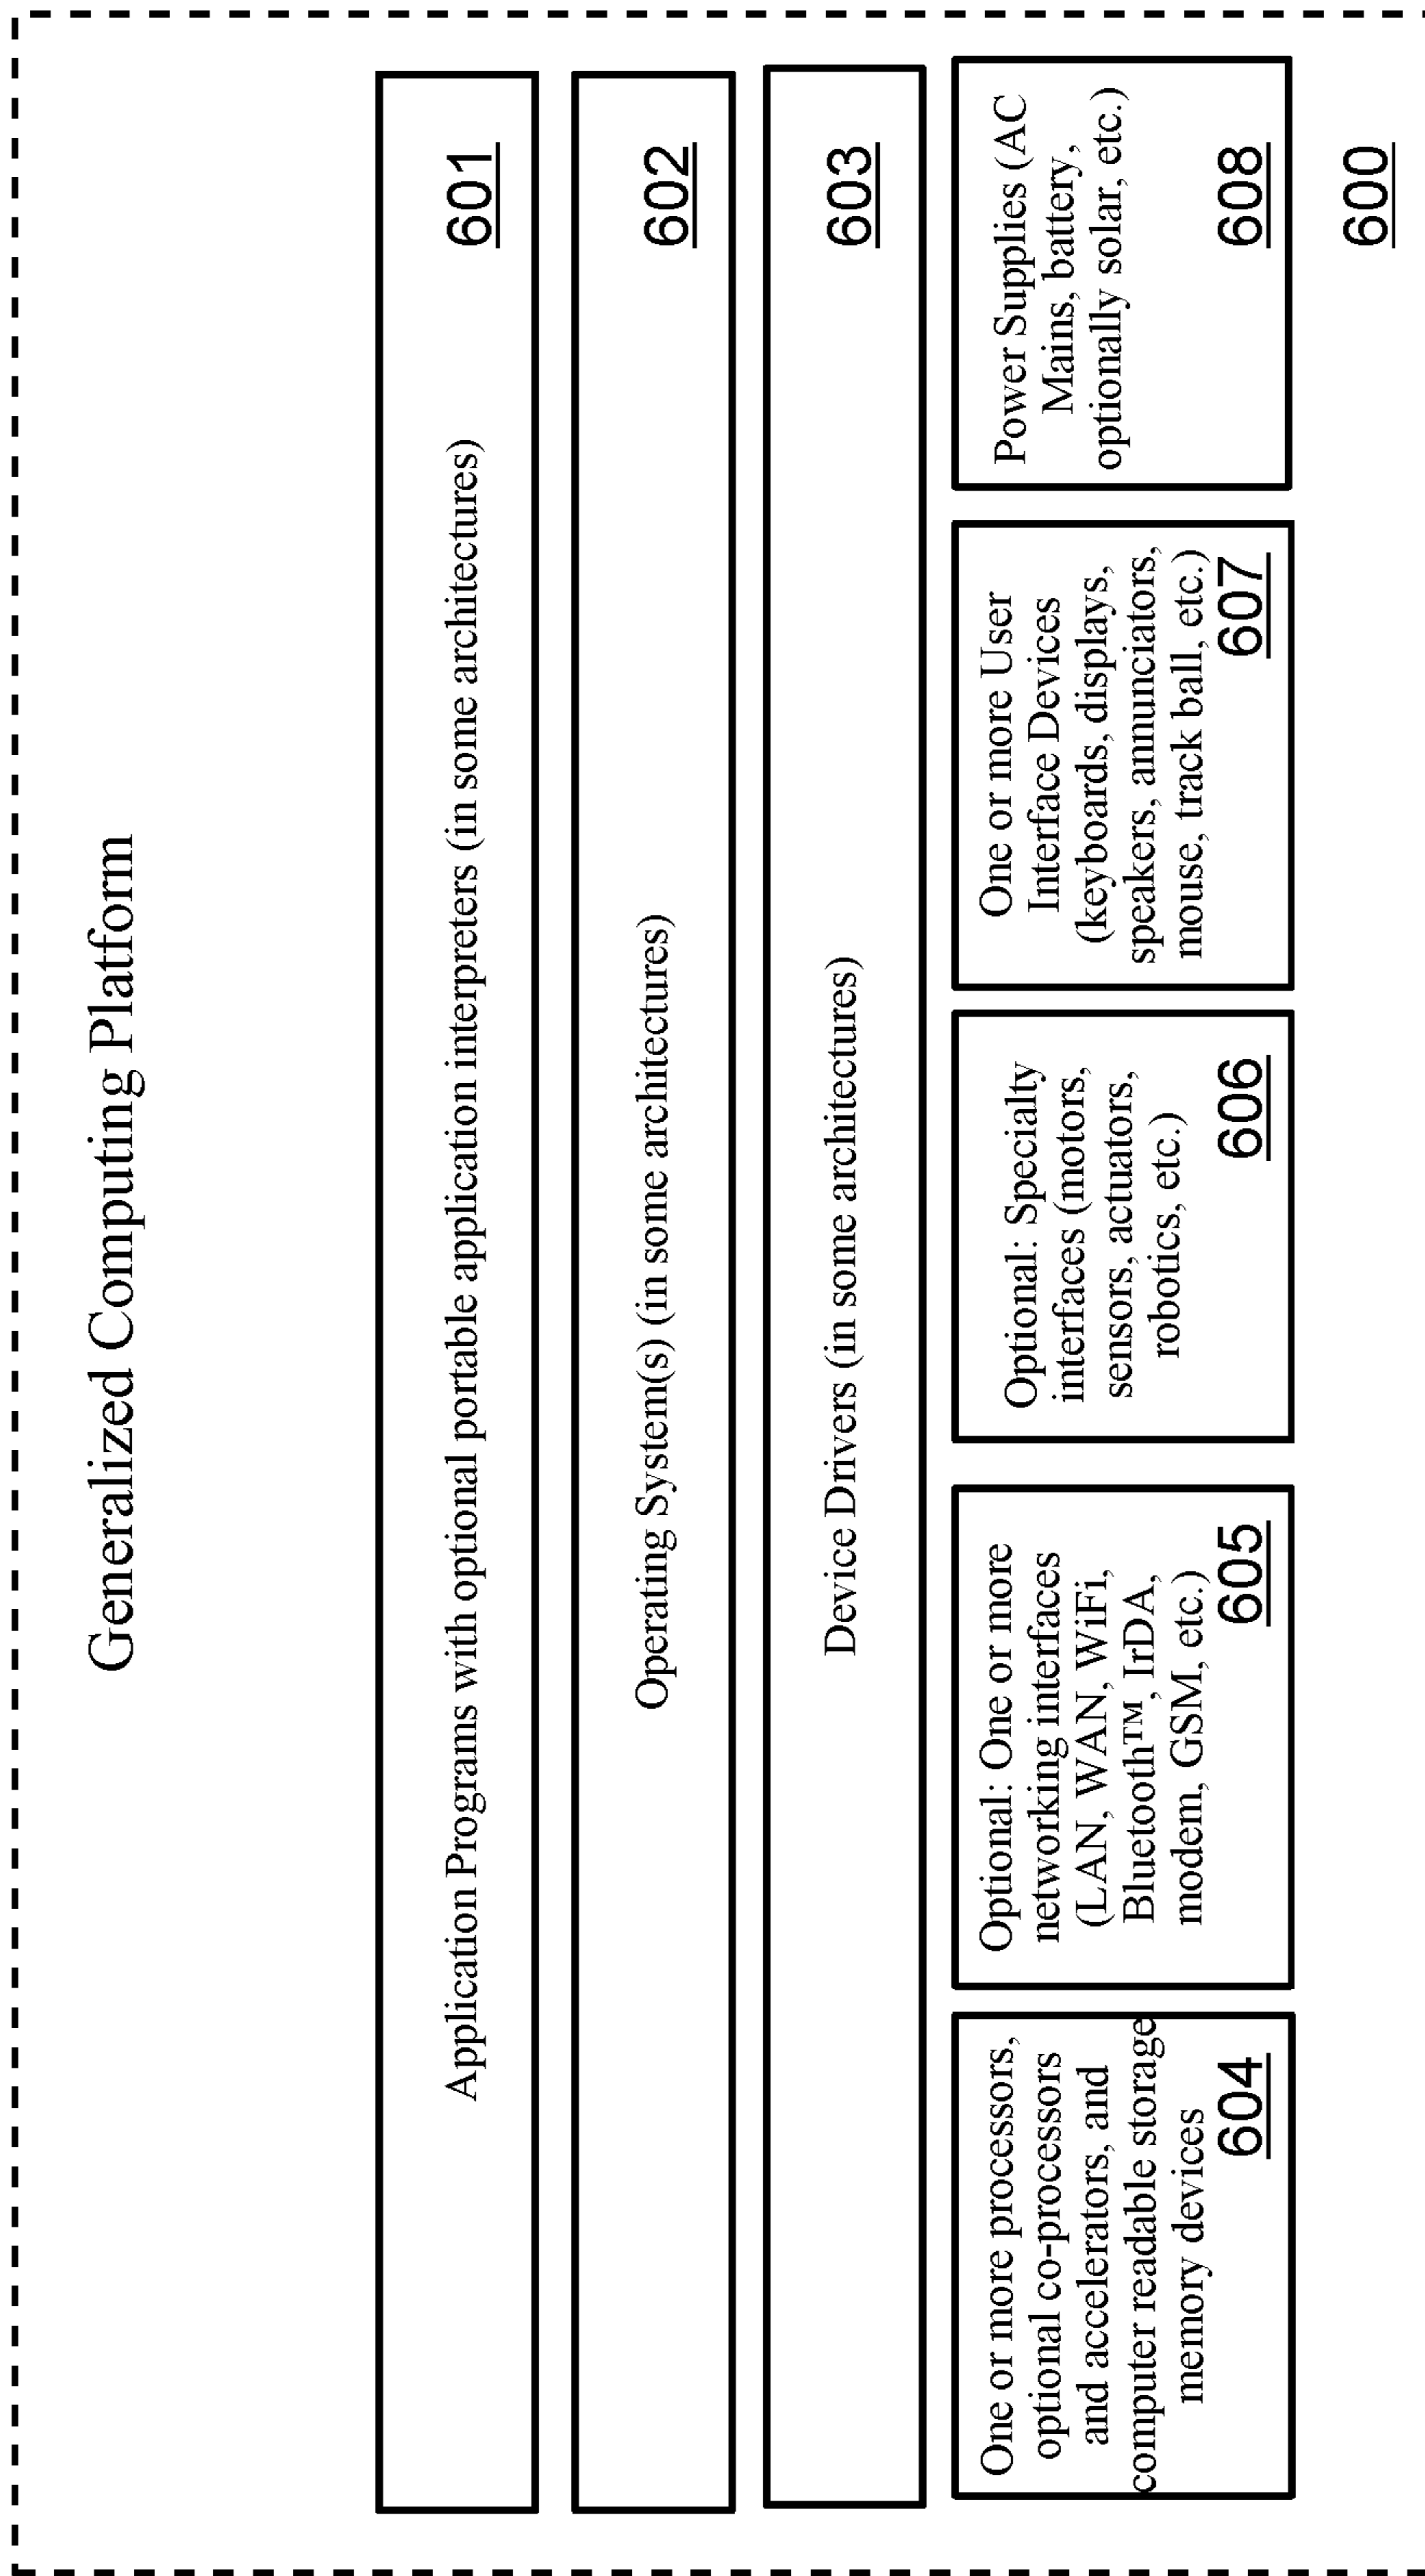 Generalized Computing Platform
Application Programs with optional portable application interpreters (in some architectures)
601
Operating System(s) (in some architectures)
602
Device Drivers (in some architectures)
603
One or more processors,
optional co-processors
and accelerators, and
computer readable storage
memory devices
604
Optional: One or more
networking interfaces
(LAN, WAN, WiFi,
Bluetooth™, IrDA,
modem, GSM, etc.)
605
Optional: Specialty
interfaces (motors,
sensors, actuators,
robotics, etc.)
606
One or more User
Interface Devices
(keyboards, displays,
speakers, annunciators,
mouse, track ball, etc.)
607
Power Supplies (AC
Mains, battery,
optionally solar, etc.)
608
600